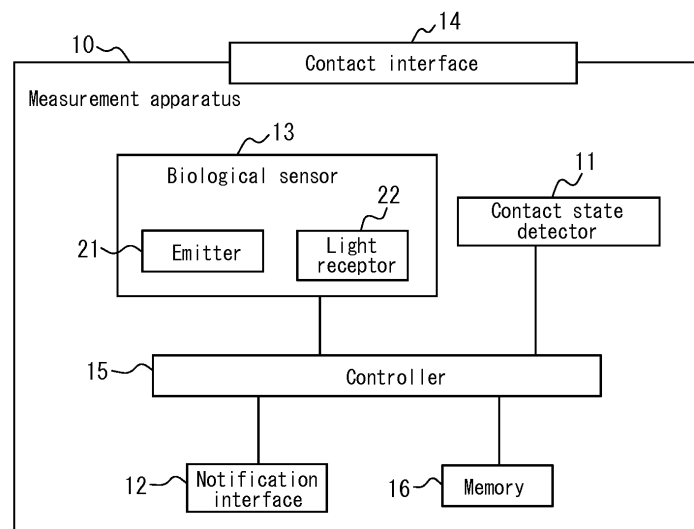 14
10
Contact interface
Measurement apparatus
13
11
Biological sensor
22
Contact state
detector
21
Emitter
Light
receptor
15
Controller
12
Notification
interface
16
Memory